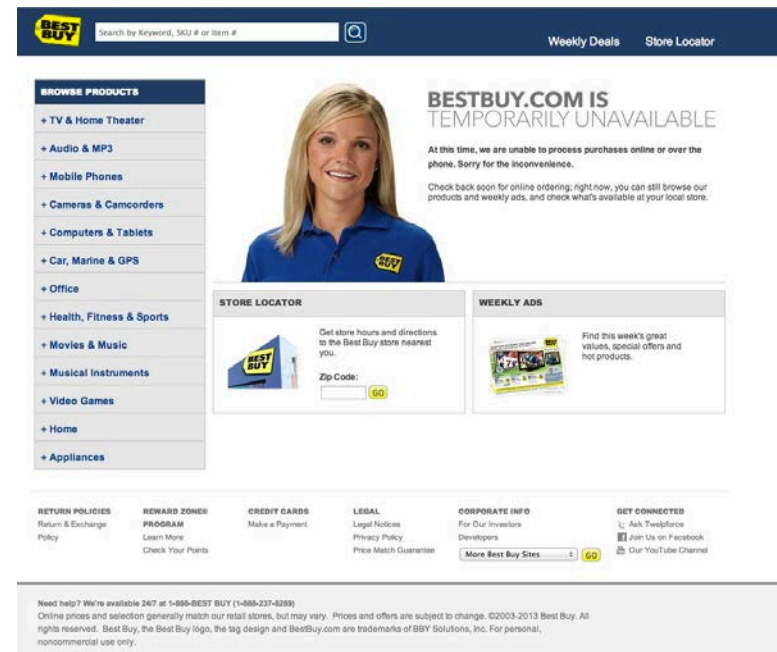 BEST
BUY
Search by Keyword, SKU # or Item #
Weekly Deals
Store Locator
BROWSE PRODUCTS
+ TV & Home Theater
+ Audio & MP3
+ Mobile Phones
+ Cameras & Camcorders
+ Computers & Tablets
+ Car, Marine & GPS
+ Office
+ Health, Fitness & Sports
+ Movies & Music
+ Musical Instruments
+ Video Games
+ Home
+ Appliances
BESTBUY.COM IS
TEMPORARILY UNAVAILABLE
At this time, we are unable to process purchases online or over the
phone. Sorry for the inconvenience.
Check back soon for online ordering; right now, you can still browse our
products and weekly ads, and check what's available at your local store.
BEST
BUY
STORE LOCATOR
BEST
BUY
Get store hours and directions
to the Best Buy store nearest
you.
Zip Code:
GO
WEEKLY ADS
Find this week's great
values, special offers and
hot products.
RETURN POLICIES
Return & Exchange
Policy
REWARD ZONE®
PROGRAM
Learn More
Check Your Points
CREDIT CARDS
Make a Payment
LEGAL
Legal Notices
Privacy Policy
Price Match Guarantee
CORPORATE INFO
For Our Investors
Developers
More Best Buy Sites
GO
GET CONNECTED
Ask Twelpforce
Join Us on Facebook
Our YouTube Channel
Need help? We're available 24/7 at 1-888-BEST BUY (1-888-237-8289)
Online prices and selection generally match our retail stores, but may vary. Prices and offers are subject to change. ©2003-2013 Best Buy. All
rights reserved. Best Buy, the Best Buy logo, the tag design and BestBuy.com are trademarks of BBY Solutions, Inc. For personal,
noncommercial use only.